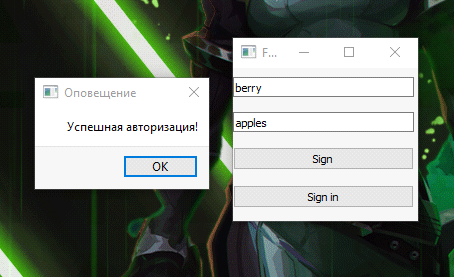 Оповещение
Успешная авторизация!
OK
F...
berry
apples
Sign
Sign in